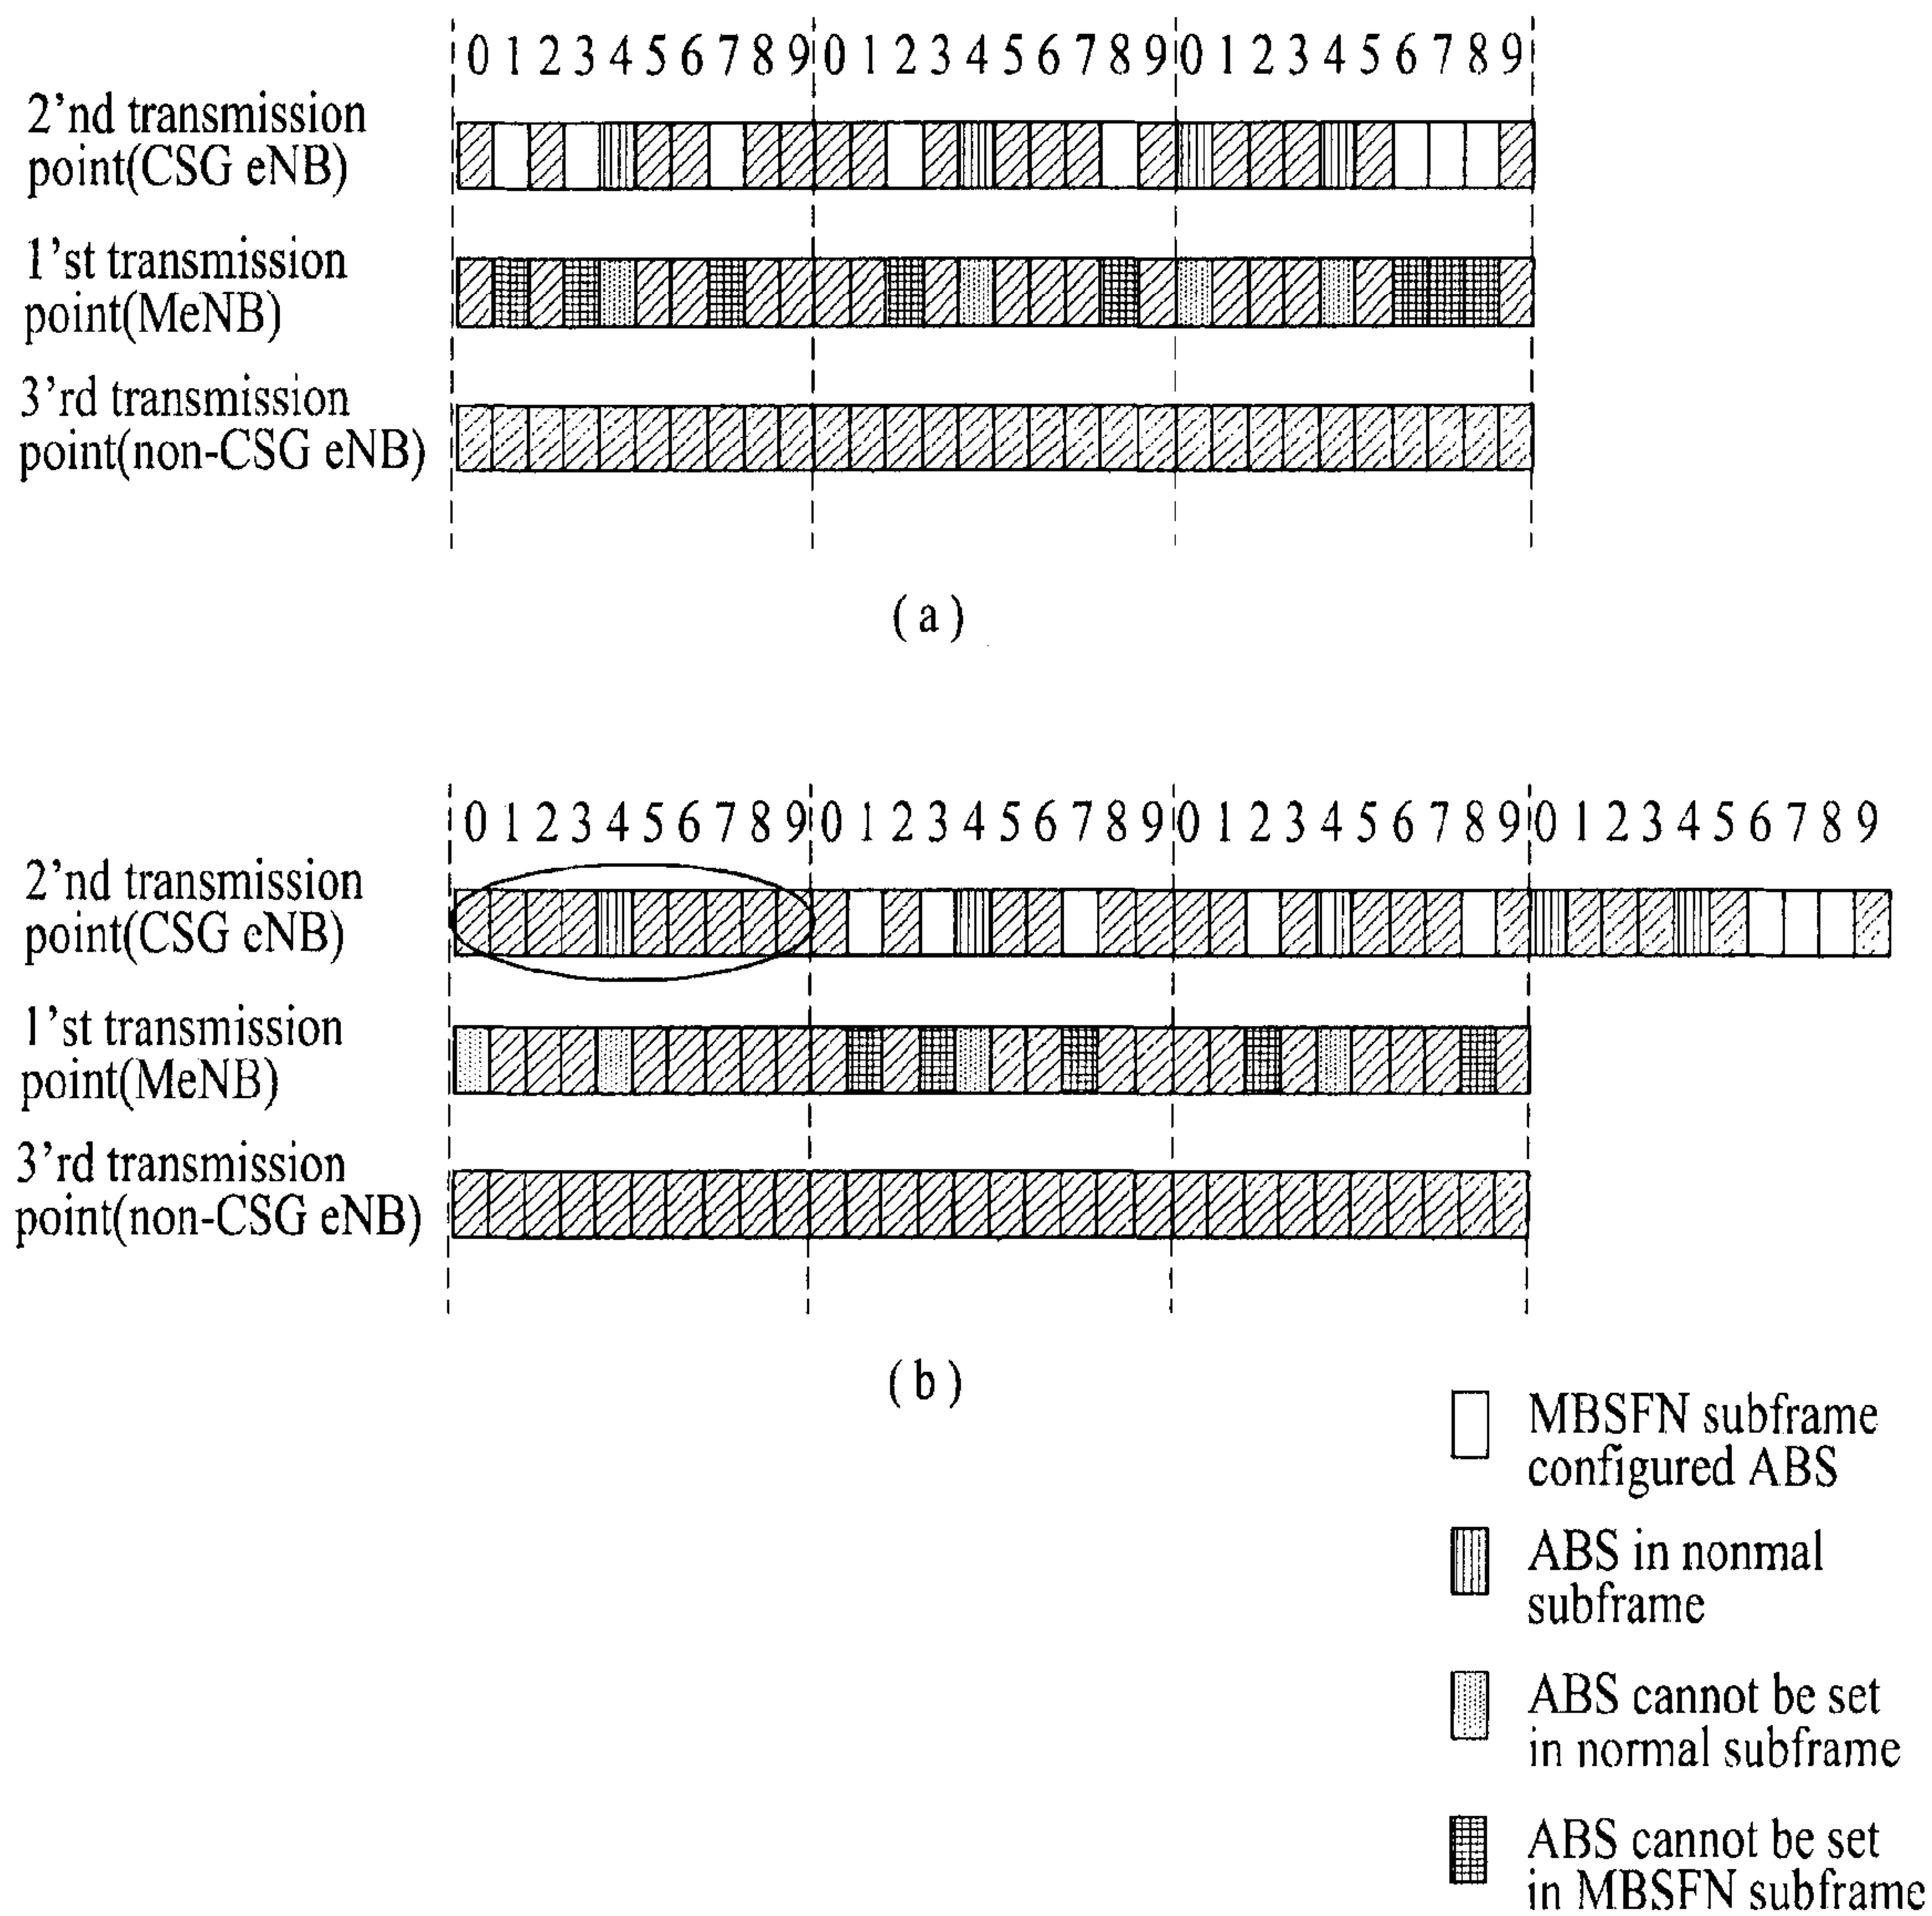 0 1 2 3 4 5 6 7 8 9 0 1 2 3 4 5 6 7 8 9 0 1 2 3 4 5 6 7 8 9
2’nd transmission
point(CSG eNB)
1’st transmission
point(MeNB)
3’rd transmission
point(non-CSG eNB)
(a)
0 1 2 3 4 5 6 7 8 9 0 1 2 3 4 5 6 7 8 9 0 1 2 3 4 5 6 7 8 9 0 1 2 3 4 5 6 7 8 9
2’nd transmission
point(CSG eNB)
1’st transmission
point(MeNB)
3’rd transmission
point(non-CSG eNB)
(b)
MBSFN subframe
configured ABS
ABS in nonmal
subframe
ABS cannot be set
in normal subframe
ABS cannot be set
in MBSFN subframe